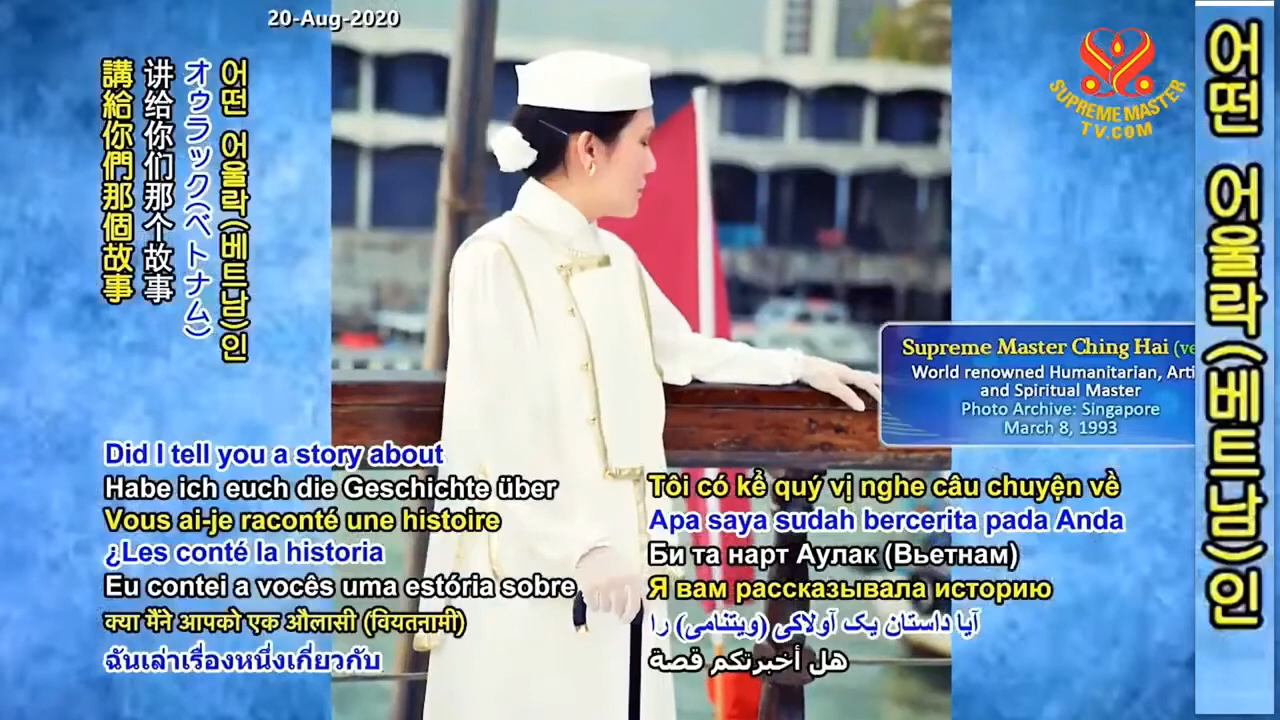 20-Aug-2020
SUPREME MASTER
TV.COM
어떤 어울락(베트남)인
オゥラック(ベトナム)
讲给你们那个故事
講給你們那個故事
Supreme Master Ching Hai (ve
World renowned Humanitarian, Arti
and Spiritual Master
Photo Archive: Singapore
March 8, 1993
Did I tell you a story about
Habe ich euch die Geschichte über
Vous ai-je raconté une histoire
¿Les conté la historia
Eu contei a vocês uma estória sobre
क्या मैंने आपको एक औलासी (वियतनामी)
ฉันเล่าเรื่องหนึ่งเกี่ยวกับ
Tôi có kể quý vị nghe câu chuyện về
Apa saya sudah bercerita pada Anda
Би та нарт Аулак (Вьетнам)
Я вам рассказывала историю
آیا داستان یک آولاکی (ویتنامی) را
هل أخبرتكم قصة
어떤 어울락(베트남)인